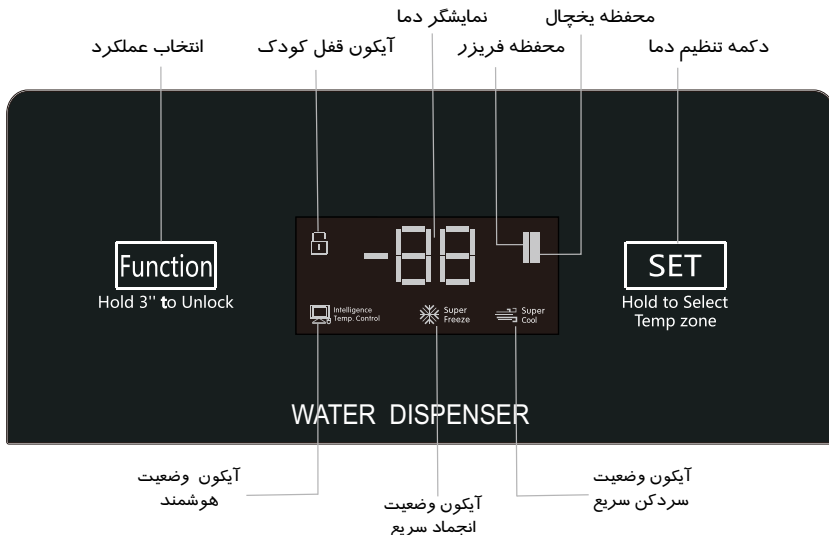 محفظه یخچال
نمایشگر دما
دکمه تنظیم دما
محفظه فریزر
آیکون قفل کودک
انتخاب عملکرد
-88
Function
SET
Hold 3'' to Unlock
Hold to Select
Temp zone
Intelligence
Temp. Control
Super
Freeze
Super
Cool
WATER DISPENSER
آیکون وضعیت
هوشمند
آیکون وضعیت
انجماد سریع
آیکون وضعیت
سردکن سریع